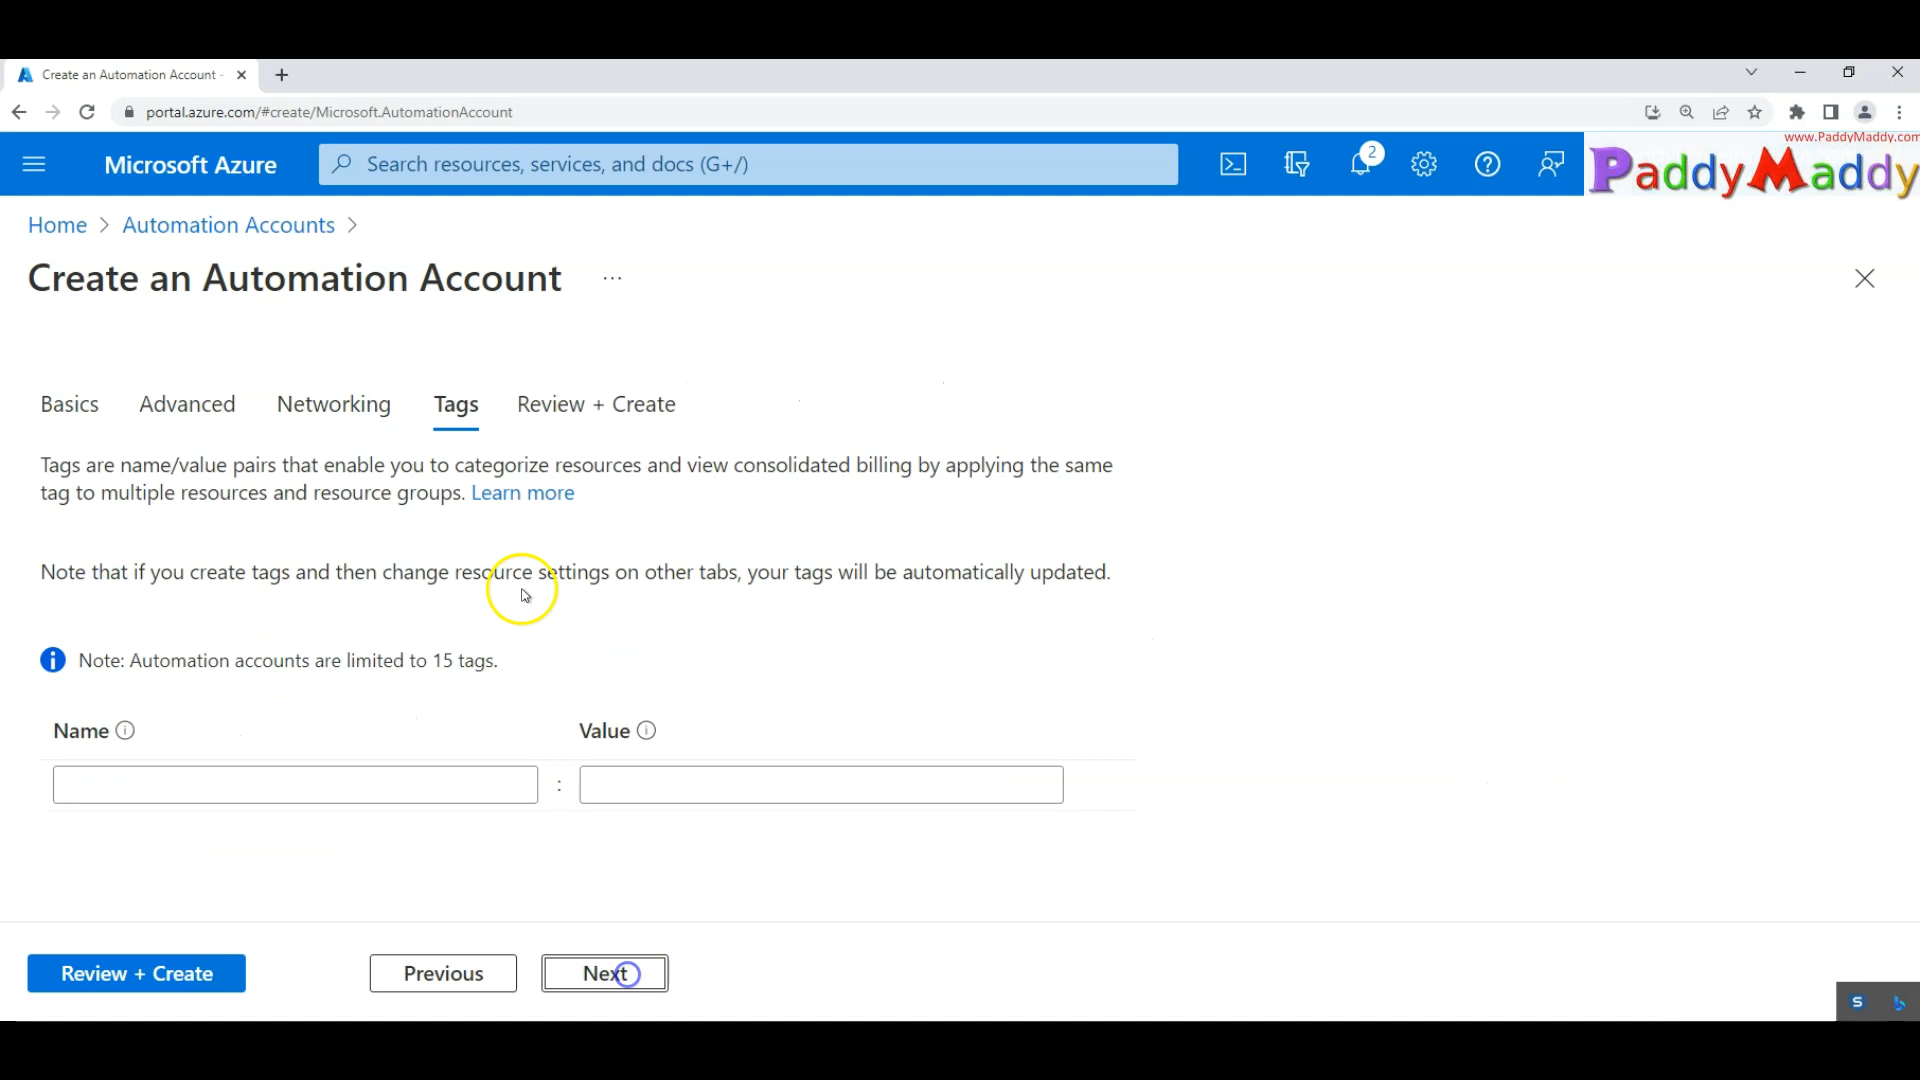 Create an Automation Account -
portal.azure.com/#create/Microsoft.AutomationAccount
www.PaddyMaddy.com
Microsoft Azure
Search resources, services, and docs (G+/)
2
PaddyMaddy
Home > Automation Accounts >
Create an Automation Account ...
Basics Advanced Networking Tags Review + Create
Tags are name/value pairs that enable you to categorize resources and view consolidated billing by applying the same
tag to multiple resources and resource groups. Learn more
Note that if you create tags and then change resource settings on other tabs, your tags will be automatically updated.
Note: Automation accounts are limited to 15 tags.
Name Value
:
Review + Create Previous Next
S